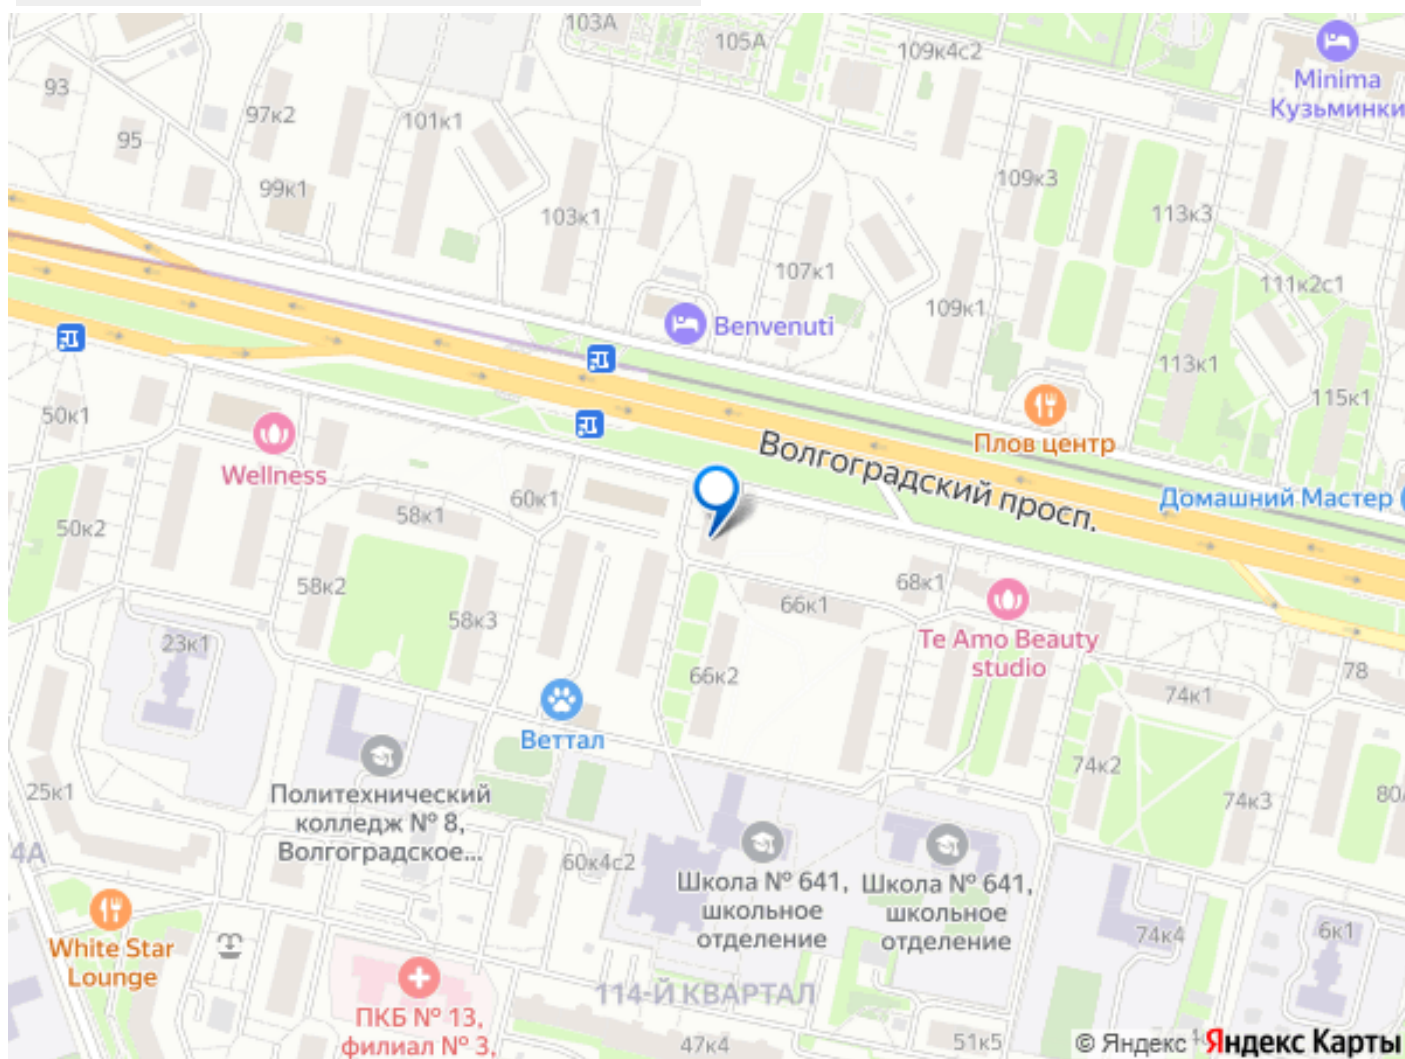 103А
105А
109к4с2
Minima
Кузьминки
93
97к2
101к1
95
99к1
103к1
109к3
113к3
107к1
111к2с1
109к1
Benvenuti
113к1
115к1
50к1
Плов центр
Wellness
Волгоградский просп.
Домашний Мастер
60к1
58к1
50к2
58к2
58к3
66к1
68к1
Te Amo Beauty
studio
23к1
66к2
78
74к1
Веттал
74к2
25к1
Политехнический
колледж № 8,
Волгоградское...
74к3
80
4А
60к4с2
Школа № 641,
школьное
отделение
Школа № 641,
школьное
отделение
74к4
6к1
White Star
Lounge
114-Й КВАРТАЛ
ПКБ № 13,
филиал № 3,
47к4
51к5
© Яндекс Яндекс Карты